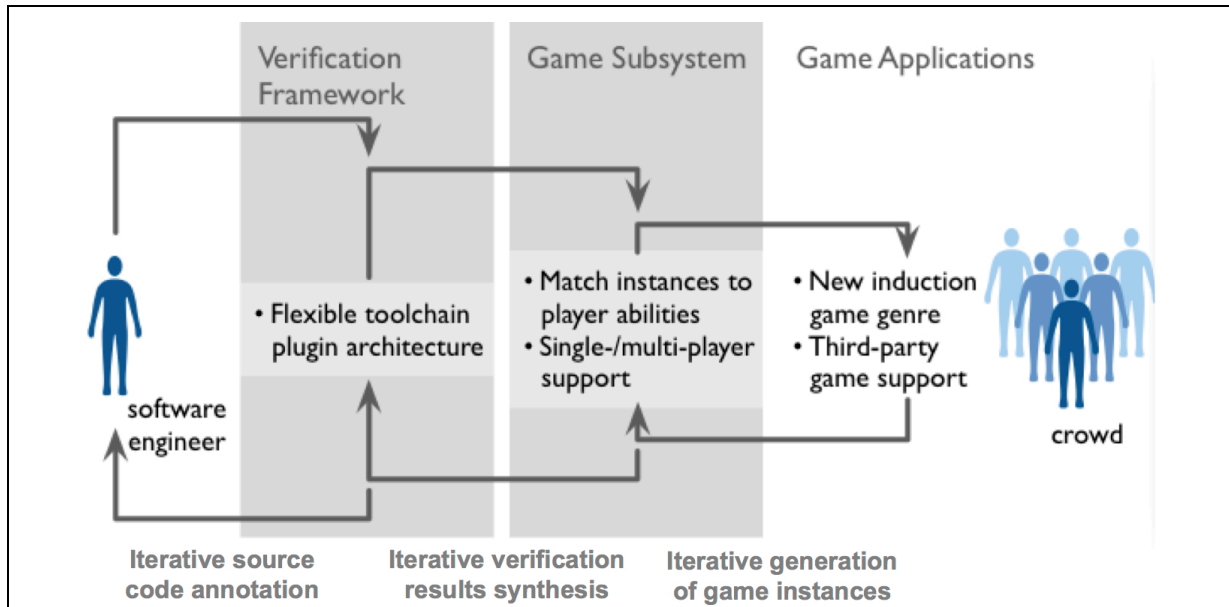 Verification
Framework
Game Subsystem
Game Applications
software
engineer
• Flexible toolchain
plugin architecture
• Match instances to
player abilities
• Single-/multi-player
support
• New induction
game genre
• Third-party
game support
crowd
Iterative source
code annotation
Iterative verification
results synthesis
Iterative generation
of game instances